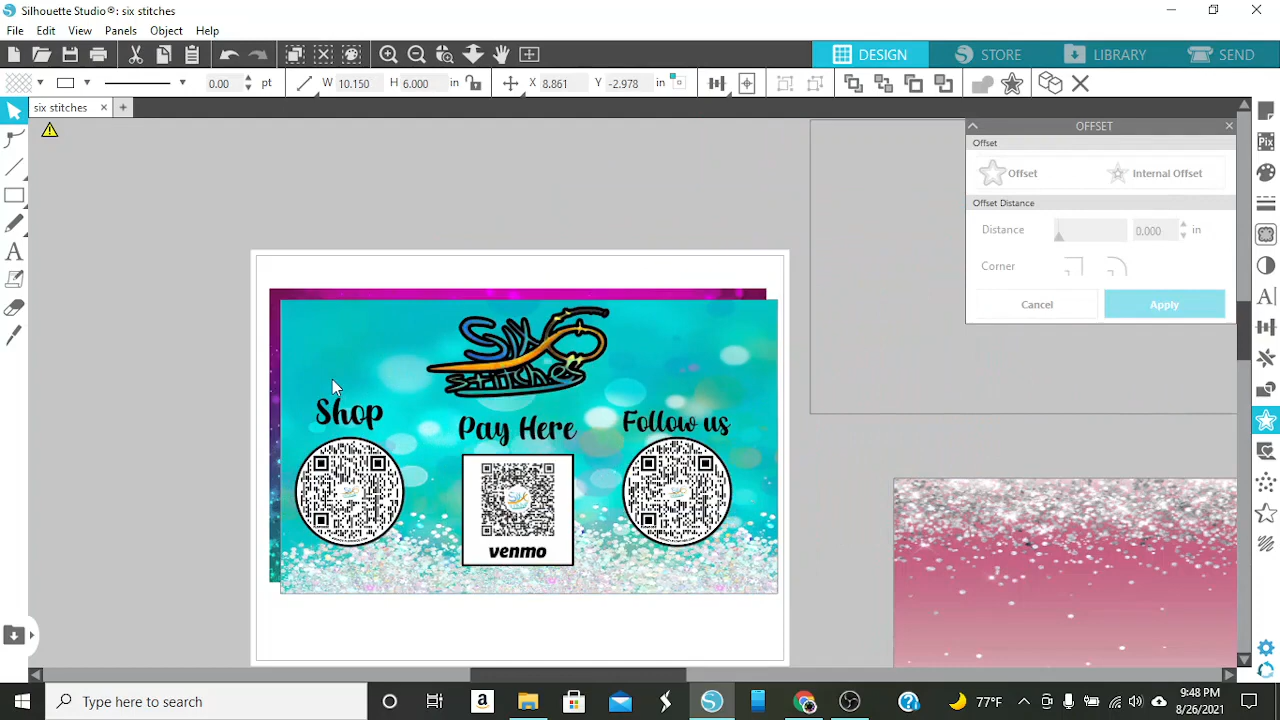 Silhouette Studio®: six stitches
File Edit View Panels Object Help
DESIGN STORE LIBRARY SEND
0.00 pt W 10.150 H 6.000 in X 8.861 Y -2.978 in
six stitches
OFFSET
Offset
Offset Internal Offset
Offset Distance
Distance 0.000 in
Corner
Cancel Apply
Six
Stitches
Shop Pay Here Follow us
venmo
Type here to search
77°F
9:48 PM
8/26/2021